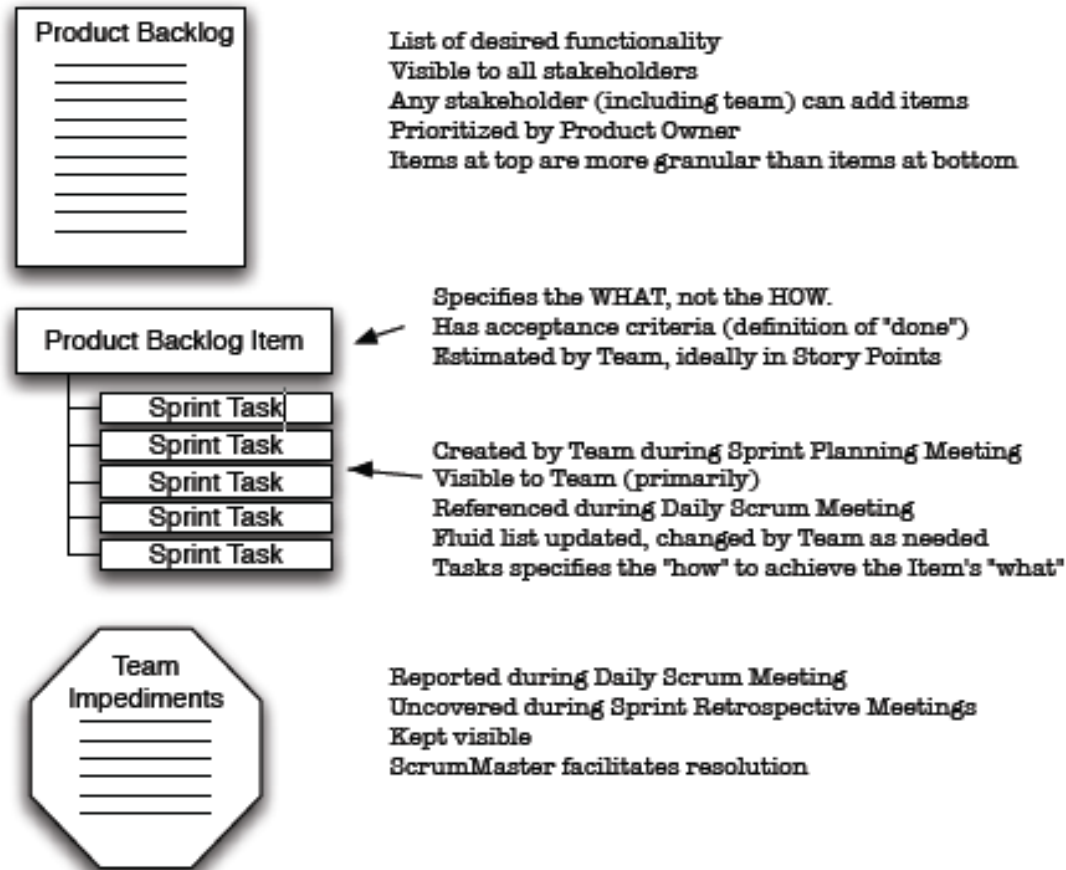 Product Backlog
List of desired functionality
Visible to all stakeholders
Any stakeholder (including team) can add items
Prioritized by Product Owner
Items at top are more granular than items at bottom
Product Backlog Item
Specifies the WHAT, not the HOW.
Has acceptance criteria (definition of "done")
Estimated by Team, ideally in Story Points
Sprint Task
Sprint Task
Sprint Task
Sprint Task
Sprint Task
Created by Team during Sprint Planning Meeting
Visible to Team (primarily)
Referenced during Daily Scrum Meeting
Fluid list updated, changed by Team as needed
Tasks specifies the "how" to achieve the Item's "what"
Team
Impediments
Reported during Daily Scrum Meeting
Uncovered during Sprint Retrospective Meetings
Kept visible
ScrumMaster facilitates resolution